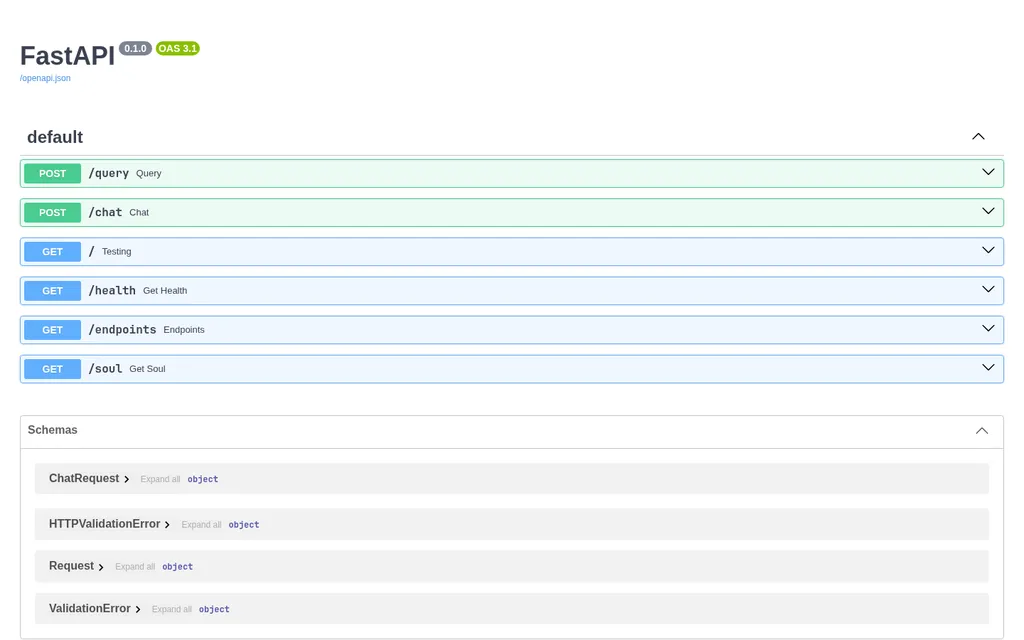 FastAPI 0.1.0 OAS 3.1
/openapi.json
default
POST /query Query
POST /chat Chat
GET / Testing
GET /health Get Health
GET /endpoints Endpoints
GET /soul Get Soul
Schemas
ChatRequest Expand all object
HTTPValidationError Expand all object
Request Expand all object
ValidationError Expand all object